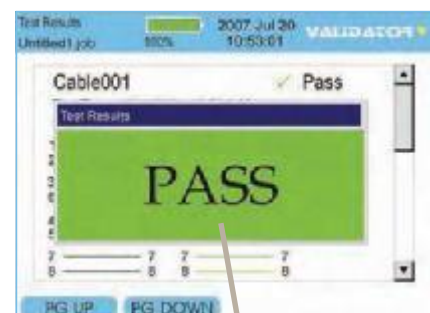 Test Results
Untitled1.job
100%
2007 Jul 20
10:53:01
VALIDATOR
Cable001
✓ Pass
Test Results
PASS
7 7 7 7
8 8 8 8
PG UP PG DOWN